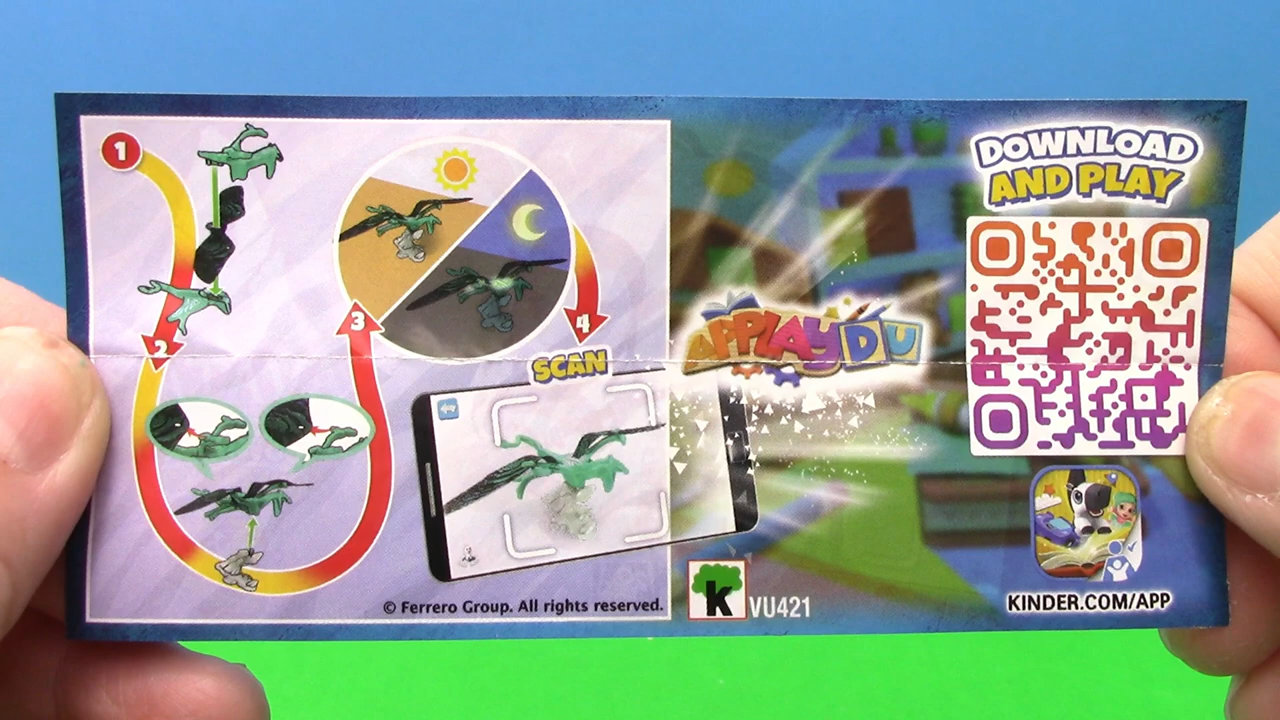 1
2
3
4
SCAN
© Ferrero Group. All rights reserved.
APPLAYDU
K
VU421
DOWNLOAD
AND PLAY
KINDER.COM/APP